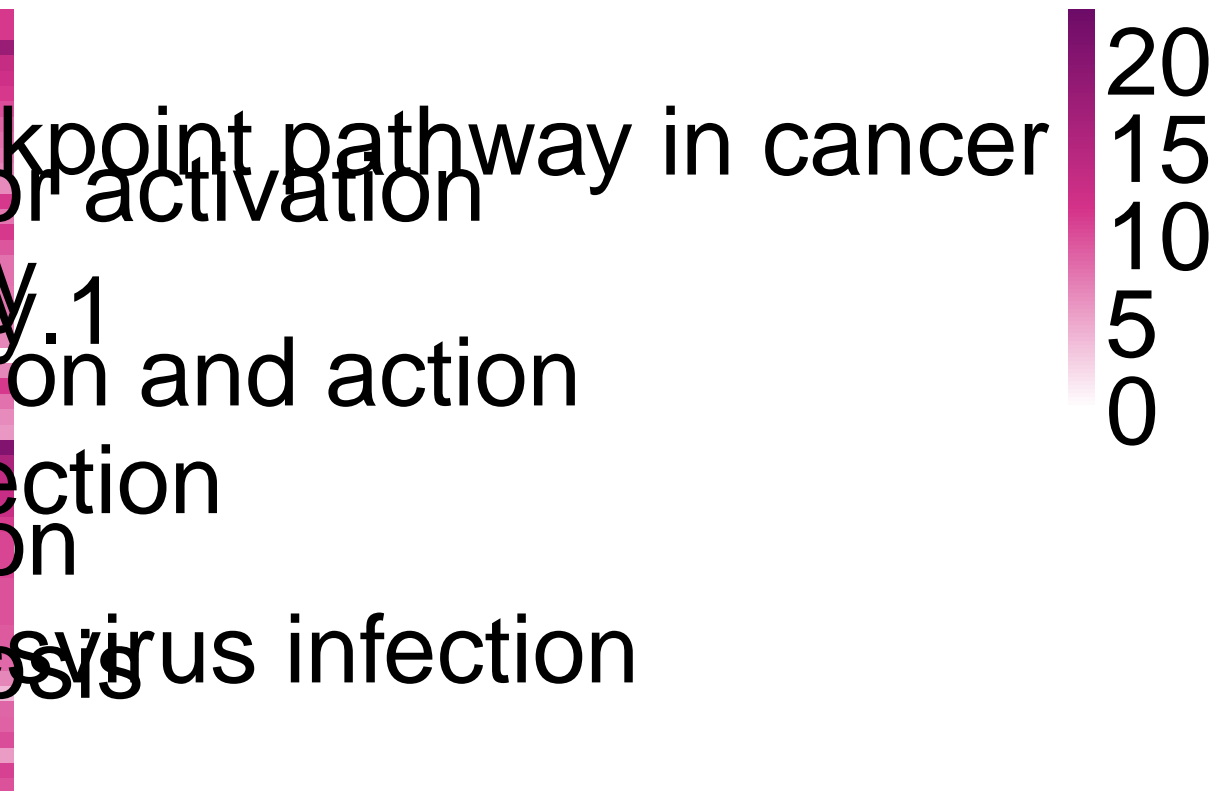 kpoint pathway in cancer
or activation
y
y.1
on and action
ection
on
svirus infection
osis
20
15
10
5
0